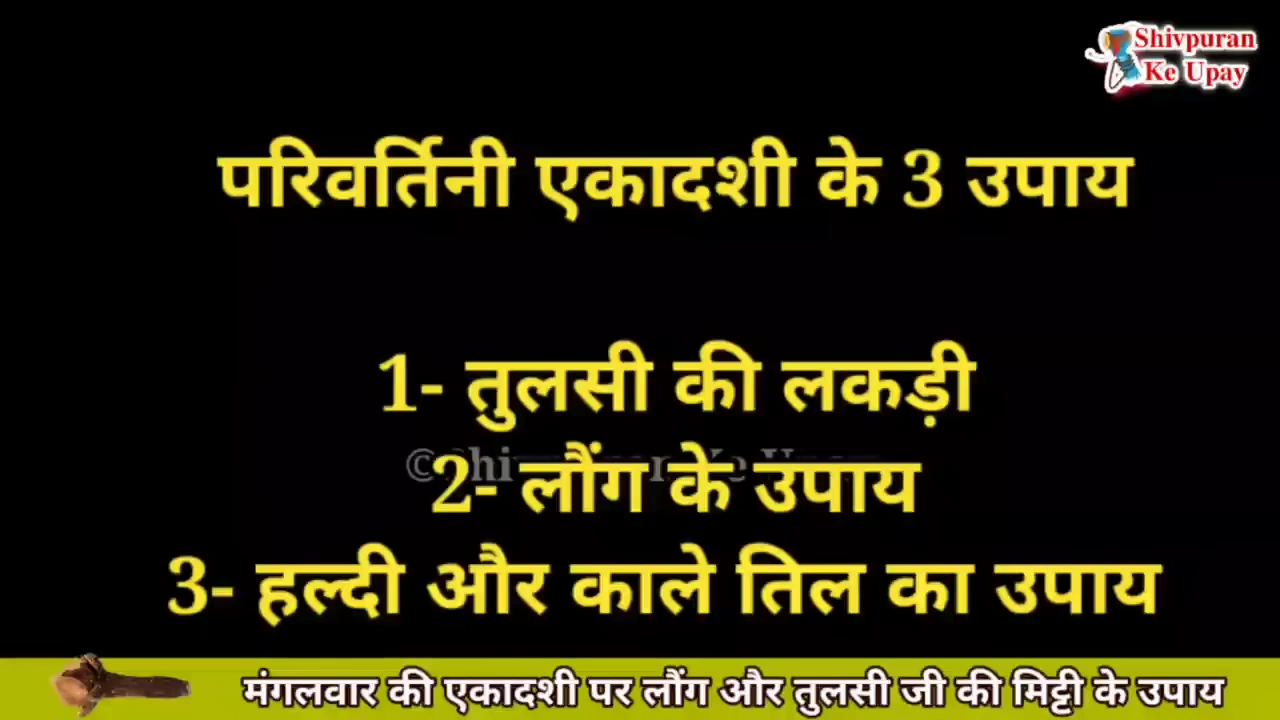 Shivpuran
Ke Upay
परिवर्तिनी एकादशी के 3 उपाय
1- तुलसी की लकड़ी
2- लौंग के उपाय
3- हल्दी और काले तिल का उपाय
मंगलवार की एकादशी पर लौंग और तुलसी जी की मिट्टी के उपाय